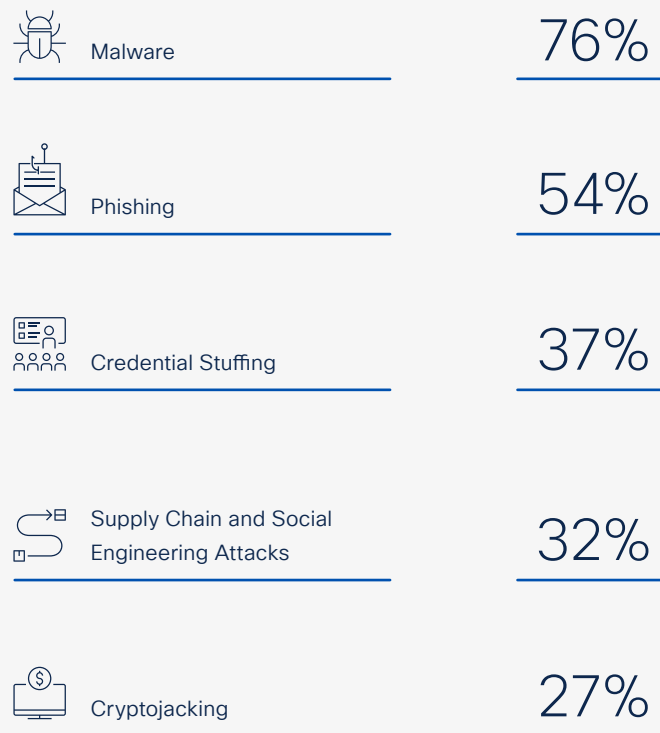 Malware 76%
Phishing 54%
Credential Stuffing 37%
Supply Chain and Social
Engineering Attacks 32%
$
Cryptojacking 27%